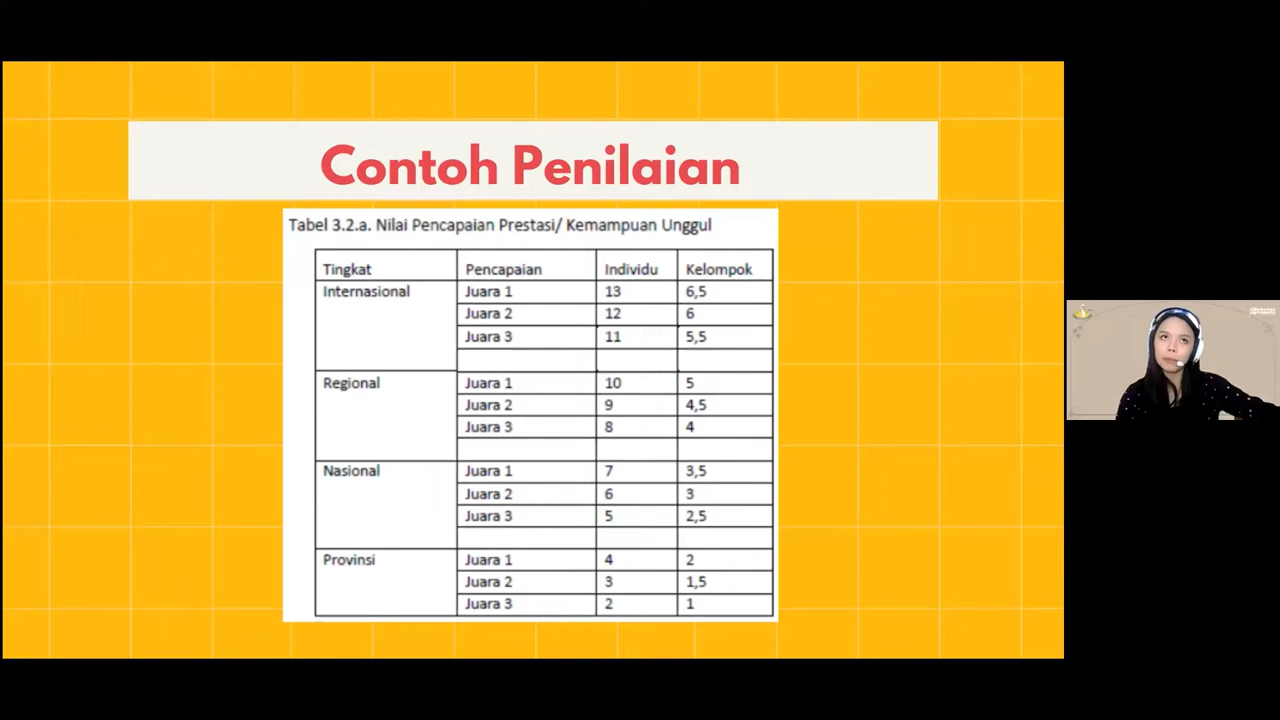 Contoh Penilaian
Tabel 3.2.a. Nilai Pencapaian Prestasi/ Kemampuan Unggul
Tingkat Pencapaian Individu Kelompok
Internasional Juara 1 13 6,5
Juara 2 12 6
Juara 3 11 5,5
Regional Juara 1 10 5
Juara 2 9 4,5
Juara 3 8 4
Nasional Juara 1 7 3,5
Juara 2 6 3
Juara 3 5 2,5
Provinsi Juara 1 4 2
Juara 2 3 1,5
Juara 3 2 1